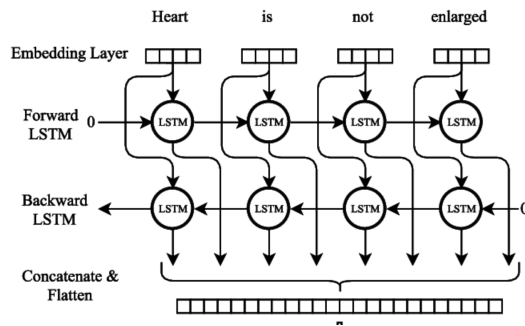 Heart is not enlarged
Embedding Layer
Forward LSTM
0
LSTM LSTM LSTM LSTM
Backward LSTM
LSTM LSTM LSTM LSTM
0
Concatenate &
Flatten